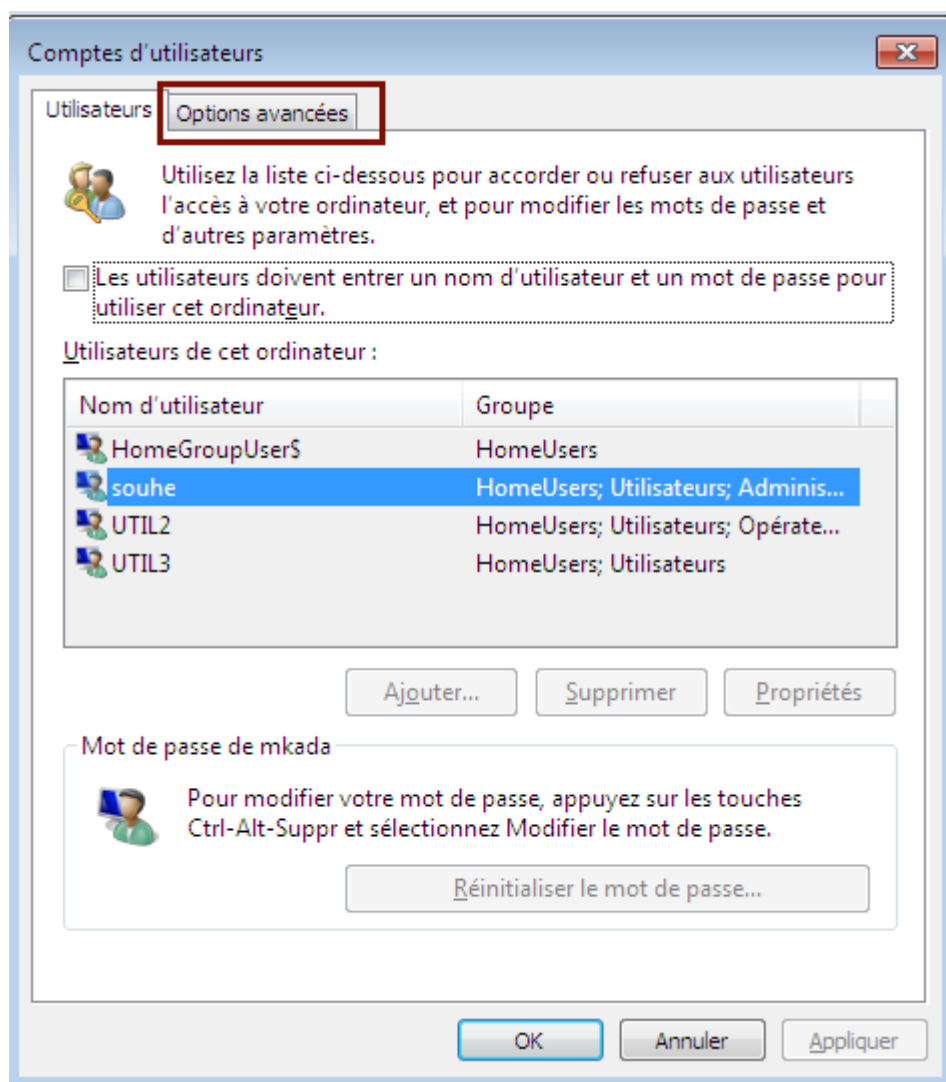 Comptes d'utilisateurs
Utilisateurs Options avancées
Utilisez la liste ci-dessous pour accorder ou refuser aux utilisateurs
l'accès à votre ordinateur, et pour modifier les mots de passe et
d'autres paramètres.
Les utilisateurs doivent entrer un nom d'utilisateur et un mot de passe pour
utiliser cet ordinateur.
Utilisateurs de cet ordinateur :
Nom d'utilisateur Groupe
HomeGroupUser$ HomeUsers
souhe HomeUsers; Utilisateurs; Adminis...
UTIL2 HomeUsers; Utilisateurs; Opérate...
UTIL3 HomeUsers; Utilisateurs
Ajouter... Supprimer Propriétés
Mot de passe de mkada
Pour modifier votre mot de passe, appuyez sur les touches
Ctrl-Alt-Suppr et sélectionnez Modifier le mot de passe.
Réinitialiser le mot de passe...
OK Annuler Appliquer